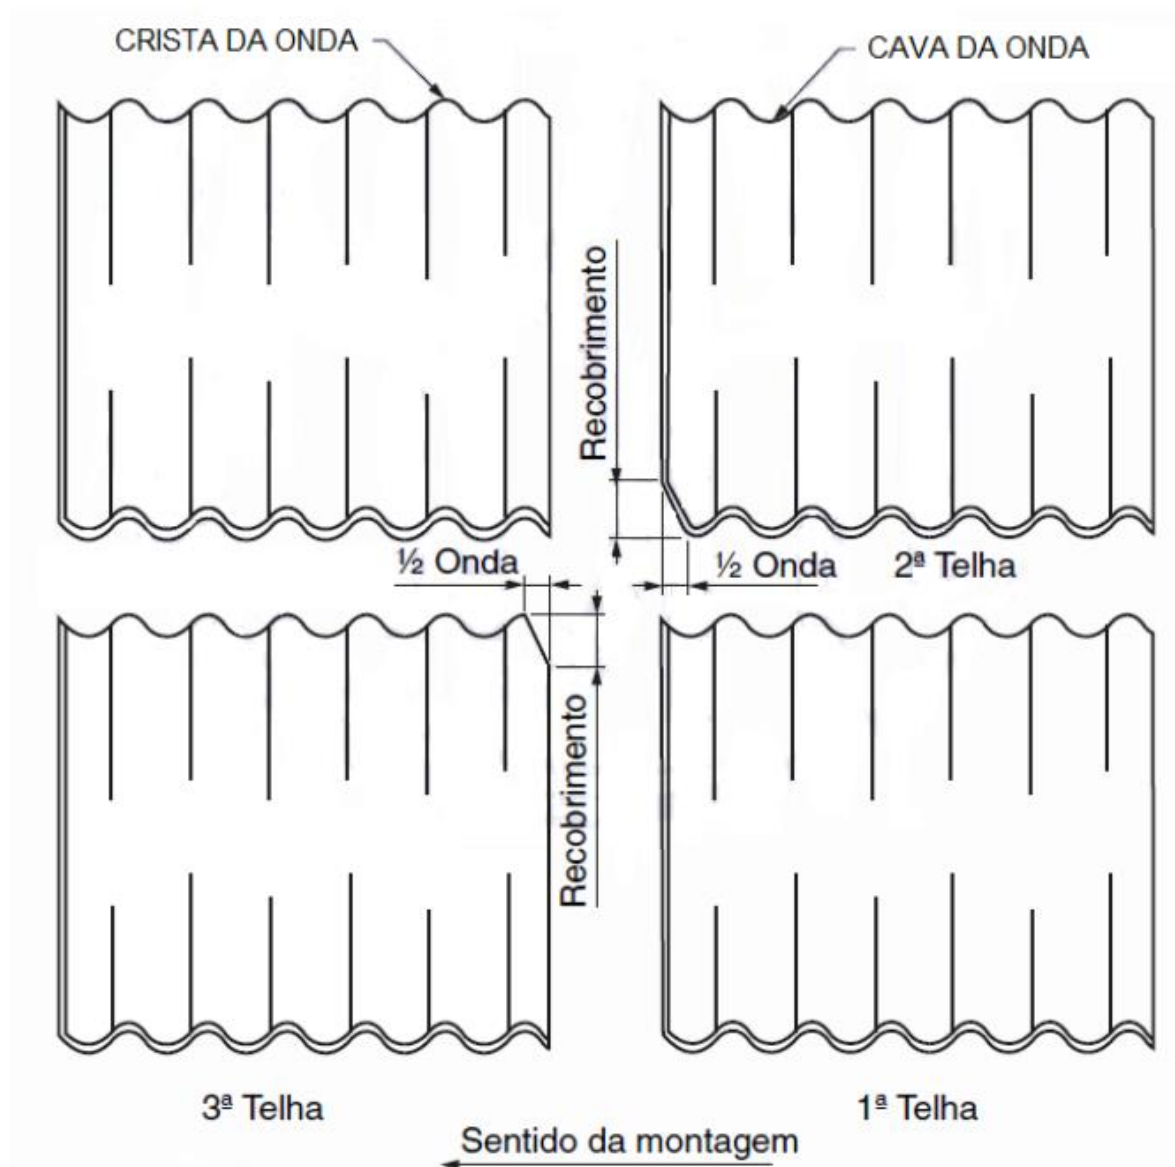 CRISTA DA ONDA
CAVA DA ONDA
Recobrimento
½ Onda
½ Onda
2ª Telha
Recobrimento
3ª Telha
1ª Telha
Sentido da montagem